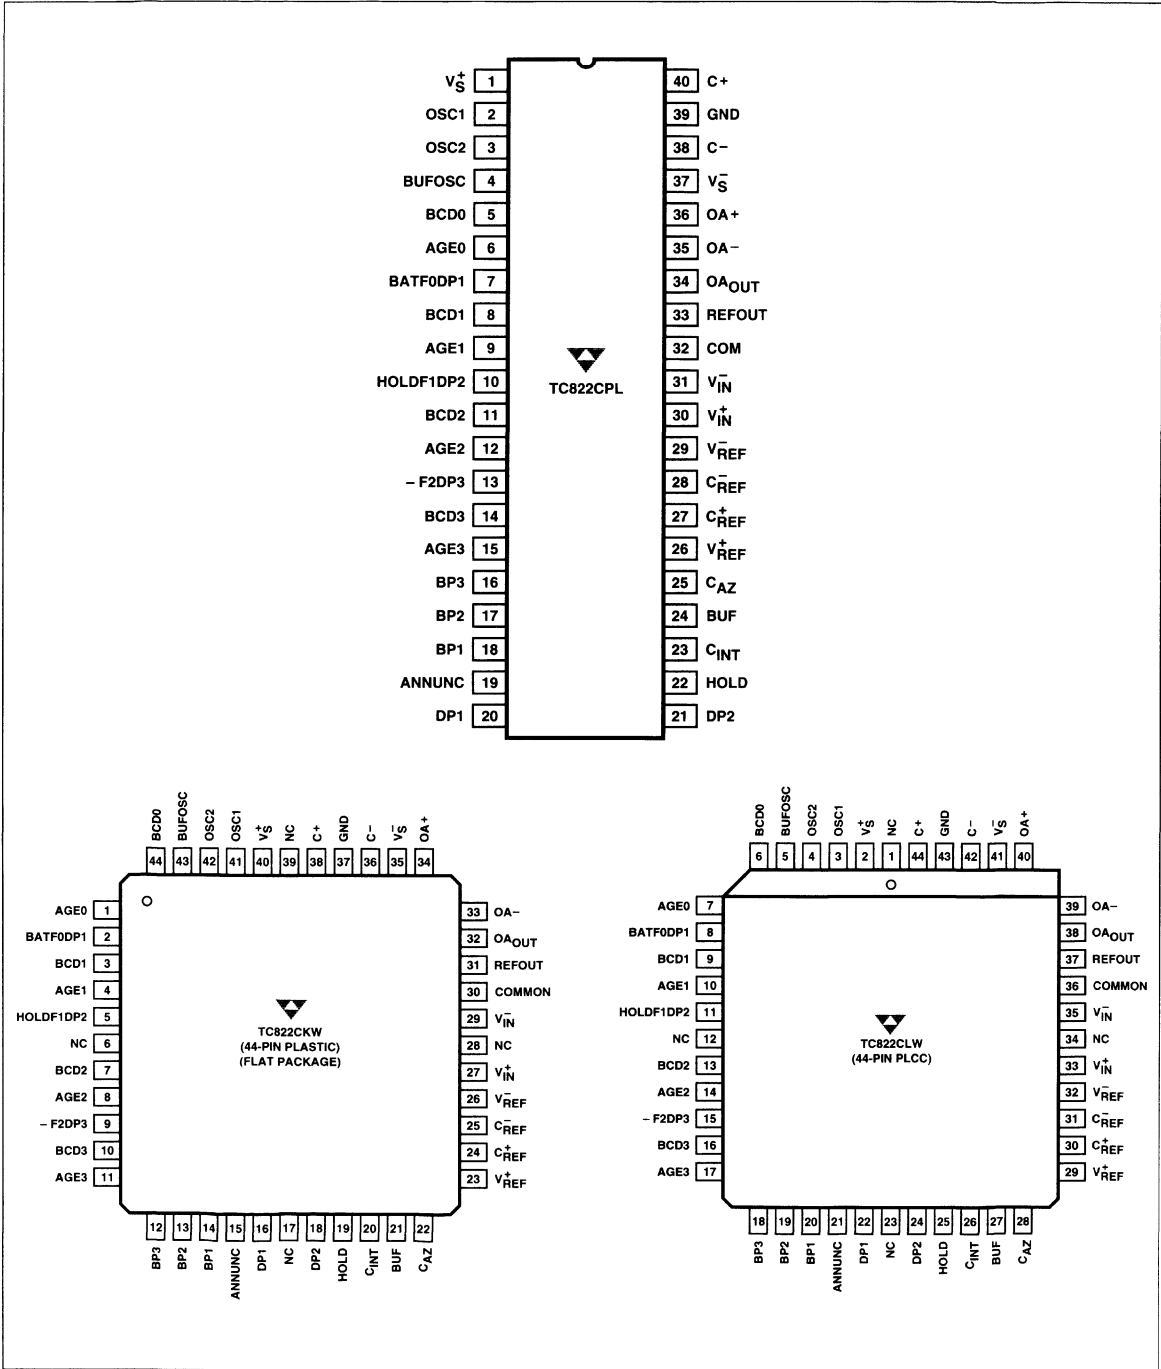 V+S 1 40 C+
OSC1 2 39 GND
OSC2 3 38 C-
BUFOSC 4 37 V-S
BCD0 5 36 OA+
AGE0 6 35 OA-
BATF0DP1 7 34 OAOUT
BCD1 8 33 REFOUT
AGE1 9 32 COM
HOLDF1DP2 10 31 V-IN
BCD2 11 30 V+IN
AGE2 12 29 V-REF
- F2DP3 13 28 C-REF
BCD3 14 27 C+REF
AGE3 15 26 V+REF
BP3 16 25 CAZ
BP2 17 24 BUF
BP1 18 23 CINT
ANNUNC 19 22 HOLD
DP1 20 21 DP2
TC822CPL
BCD0 BUFOSC OSC2 OSC1 V+S NC C+ GND C- V-S OA+
44 43 42 41 40 39 38 37 36 35 34
AGE0 1 33 OA-
BATF0DP1 2 32 OAOUT
BCD1 3 31 REFOUT
AGE1 4 30 COMMON
HOLDF1DP2 5 29 V-IN
NC 6 28 NC
BCD2 7 27 V+IN
AGE2 8 26 V-REF
- F2DP3 9 25 C-REF
BCD3 10 24 C+REF
AGE3 11 23 V+REF
TC822CKW
(44-PIN PLASTIC)
(FLAT PACKAGE)
12 13 14 15 16 17 18 19 20 21 22
BP3 BP2 BP1 ANNUNC DP1 NC DP2 HOLD CINT BUF CAZ
BCD0 BUFOSC OSC2 OSC1 V+S NC C+ GND C- V-S OA+
6 5 4 3 2 1 44 43 42 41 40
AGE0 7 39 OA-
BATF0DP1 8 38 OAOUT
BCD1 9 37 REFOUT
AGE1 10 36 COMMON
HOLDF1DP2 11 35 V-IN
NC 12 34 NC
BCD2 13 33 V+IN
AGE2 14 32 V-REF
- F2DP3 15 31 C-REF
BCD3 16 30 C+REF
AGE3 17 29 V+REF
TC822CLW
(44-PIN PLCC)
18 19 20 21 22 23 24 25 26 27 28
BP3 BP2 BP1 ANNUNC DP1 NC DP2 HOLD CINT BUF CAZ